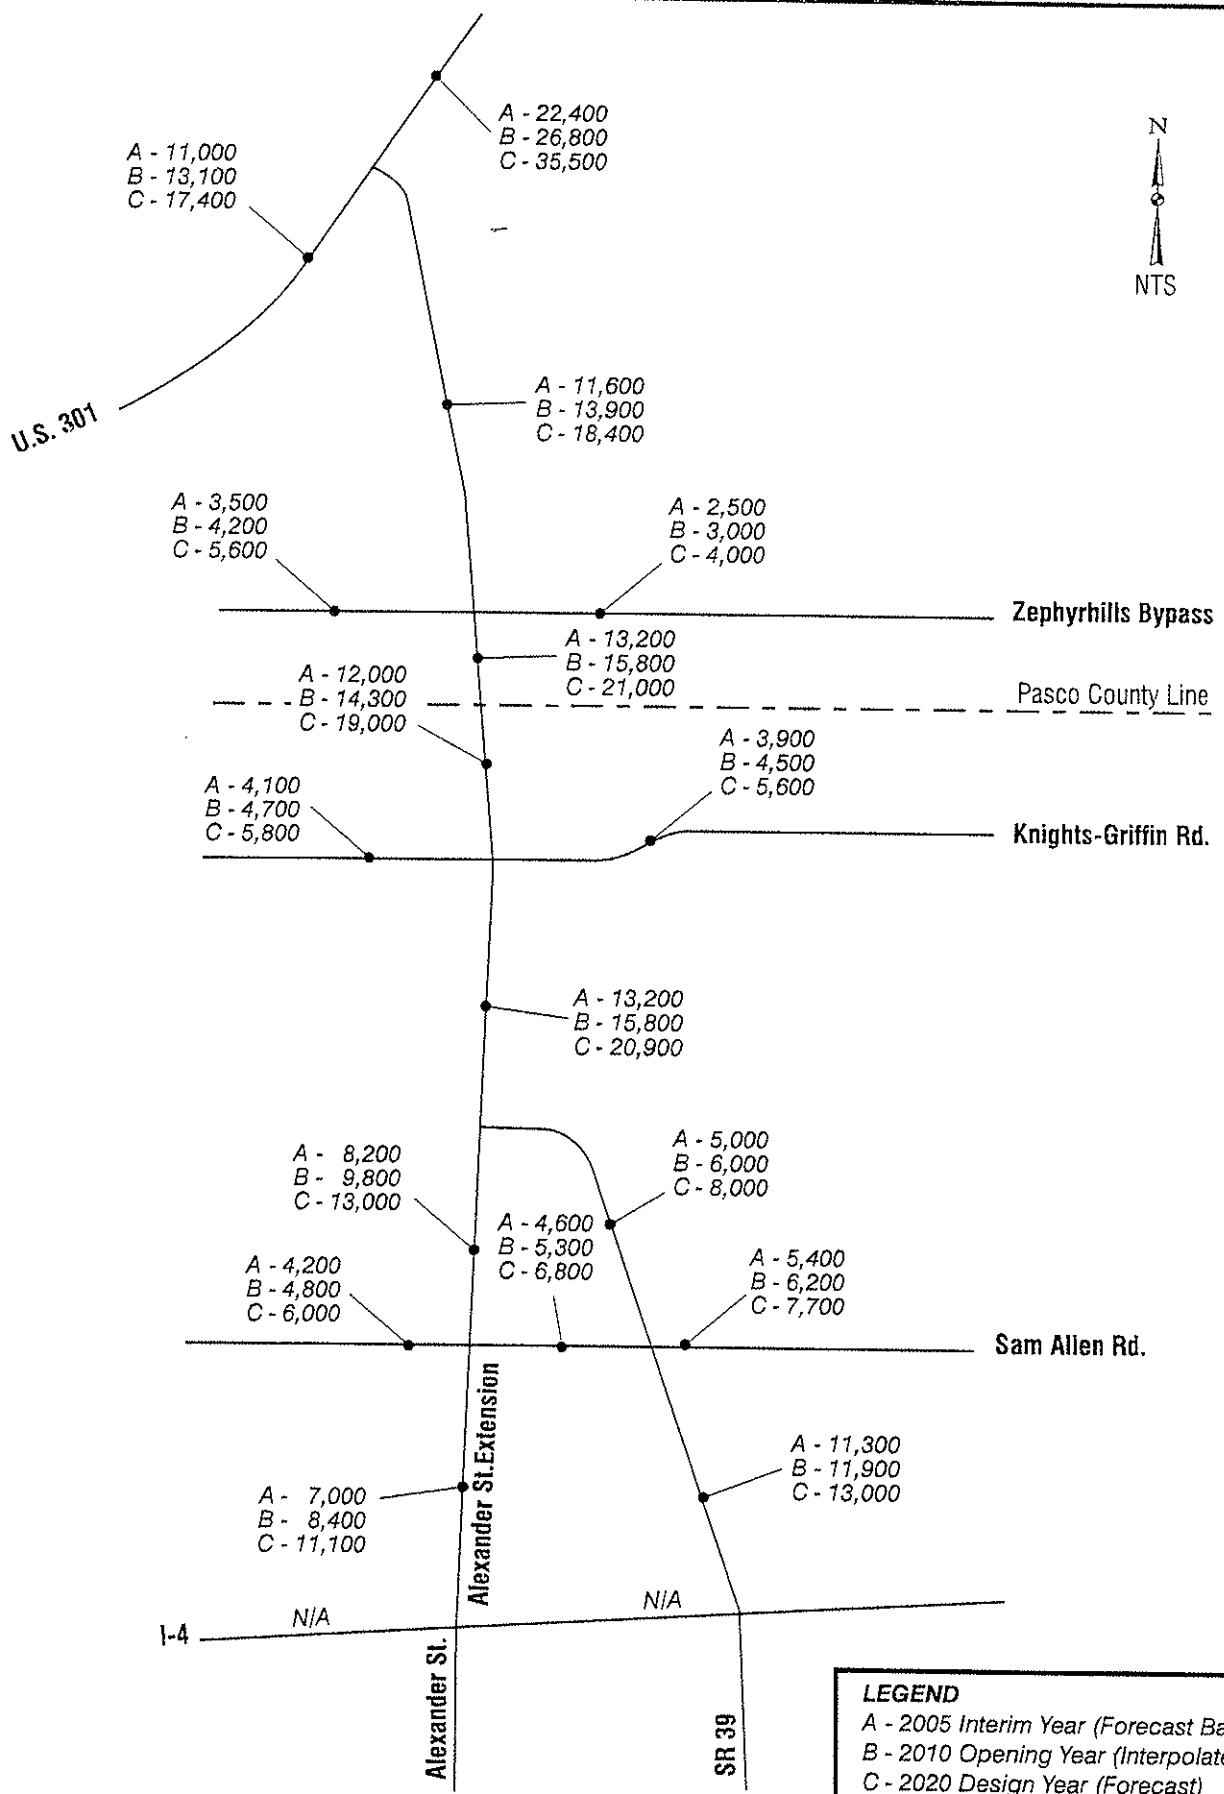 A - 22,400
B - 26,800
C - 35,500
N
NTS
A - 11,000
B - 13,100
C - 17,400
U.S. 301
A - 11,600
B - 13,900
C - 18,400
A - 3,500
B - 4,200
C - 5,600
A - 2,500
B - 3,000
C - 4,000
Zephyrhills Bypass
A - 13,200
B - 15,800
C - 21,000
A - 12,000
B - 14,300
C - 19,000
Pasco County Line
A - 3,900
B - 4,500
C - 5,600
A - 4,100
B - 4,700
C - 5,800
Knights-Griffin Rd.
A - 13,200
B - 15,800
C - 20,900
A - 8,200
B - 9,800
C - 13,000
A - 5,000
B - 6,000
C - 8,000
A - 4,600
B - 5,300
C - 6,800
A - 4,200
B - 4,800
C - 6,000
A - 5,400
B - 6,200
C - 7,700
Sam Allen Rd.
Alexander St. Extension
A - 11,300
B - 11,900
C - 13,000
A - 7,000
B - 8,400
C - 11,100
N/A
N/A
I-4
Alexander St.
SR 39
LEGEND
A - 2005 Interim Year (Forecast Ba
B - 2010 Opening Year (Interpolate
C - 2020 Design Year (Forecast)